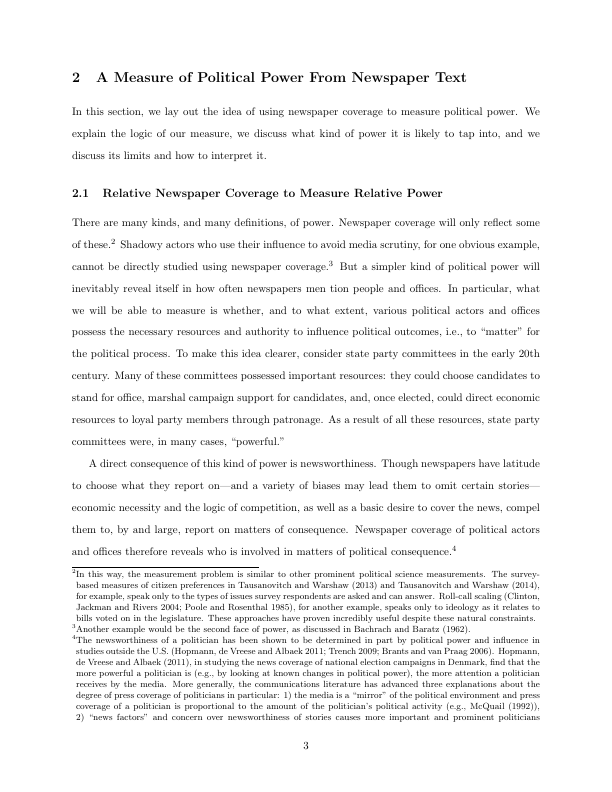 2 A Measure of Political Power From Newspaper Text
In this section, we lay out the idea of using newspaper coverage to measure political power. We
explain the logic of our measure, we discuss what kind of power it is likely to tap into, and we
discuss its limits and how to interpret it.
2.1 Relative Newspaper Coverage to Measure Relative Power
There are many kinds, and many definitions, of power. Newspaper coverage will only reflect some
of these.2 Shadowy actors who use their influence to avoid media scrutiny, for one obvious example,
cannot be directly studied using newspaper coverage.3 But a simpler kind of political power will
inevitably reveal itself in how often newspapers men tion people and offices. In particular, what
we will be able to measure is whether, and to what extent, various political actors and offices
possess the necessary resources and authority to influence political outcomes, i.e., to “matter” for
the political process. To make this idea clearer, consider state party committees in the early 20th
century. Many of these committees possessed important resources: they could choose candidates to
stand for office, marshal campaign support for candidates, and, once elected, could direct economic
resources to loyal party members through patronage. As a result of all these resources, state party
committees were, in many cases, “powerful.”
A direct consequence of this kind of power is newsworthiness. Though newspapers have latitude
to choose what they report on—and a variety of biases may lead them to omit certain stories—
economic necessity and the logic of competition, as well as a basic desire to cover the news, compel
them to, by and large, report on matters of consequence. Newspaper coverage of political actors
and offices therefore reveals who is involved in matters of political consequence.4
2In this way, the measurement problem is similar to other prominent political science measurements. The survey-
based measures of citizen preferences in Tausanovitch and Warshaw (2013) and Tausanovitch and Warshaw (2014),
for example, speak only to the types of issues survey respondents are asked and can answer. Roll-call scaling (Clinton,
Jackman and Rivers 2004; Poole and Rosenthal 1985), for another example, speaks only to ideology as it relates to
bills voted on in the legislature. These approaches have proven incredibly useful despite these natural constraints.
3Another example would be the second face of power, as discussed in Bachrach and Baratz (1962).
4The newsworthiness of a politician has been shown to be determined in part by political power and influence in
studies outside the U.S. (Hopmann, de Vreese and Albaek 2011; Trench 2009; Brants and van Praag 2006). Hopmann,
de Vreese and Albaek (2011), in studying the news coverage of national election campaigns in Denmark, find that the
more powerful a politician is (e.g., by looking at known changes in political power), the more attention a politician
receives by the media. More generally, the communications literature has advanced three explanations about the
degree of press coverage of politicians in particular: 1) the media is a “mirror” of the political environment and press
coverage of a politician is proportional to the amount of the politician’s political activity (e.g., McQuail (1992)),
2) “news factors” and concern over newsworthiness of stories causes more important and prominent politicians
3